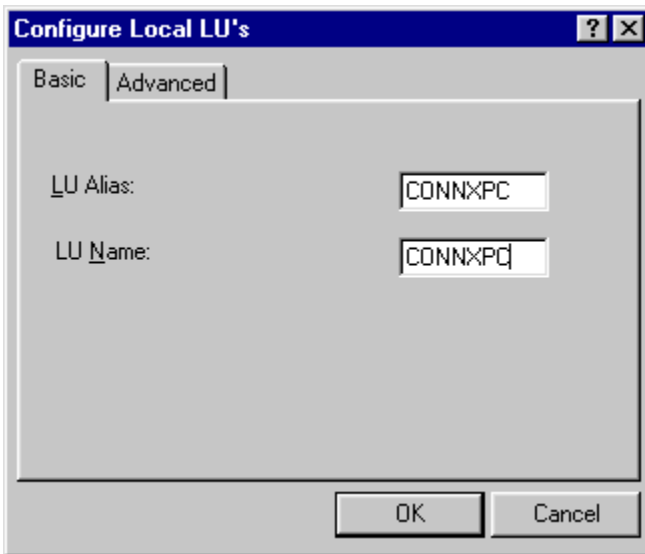 Configure Local LU's
Basic Advanced
LU Alias: CONNXPC
LU Name: CONNXPC
OK Cancel